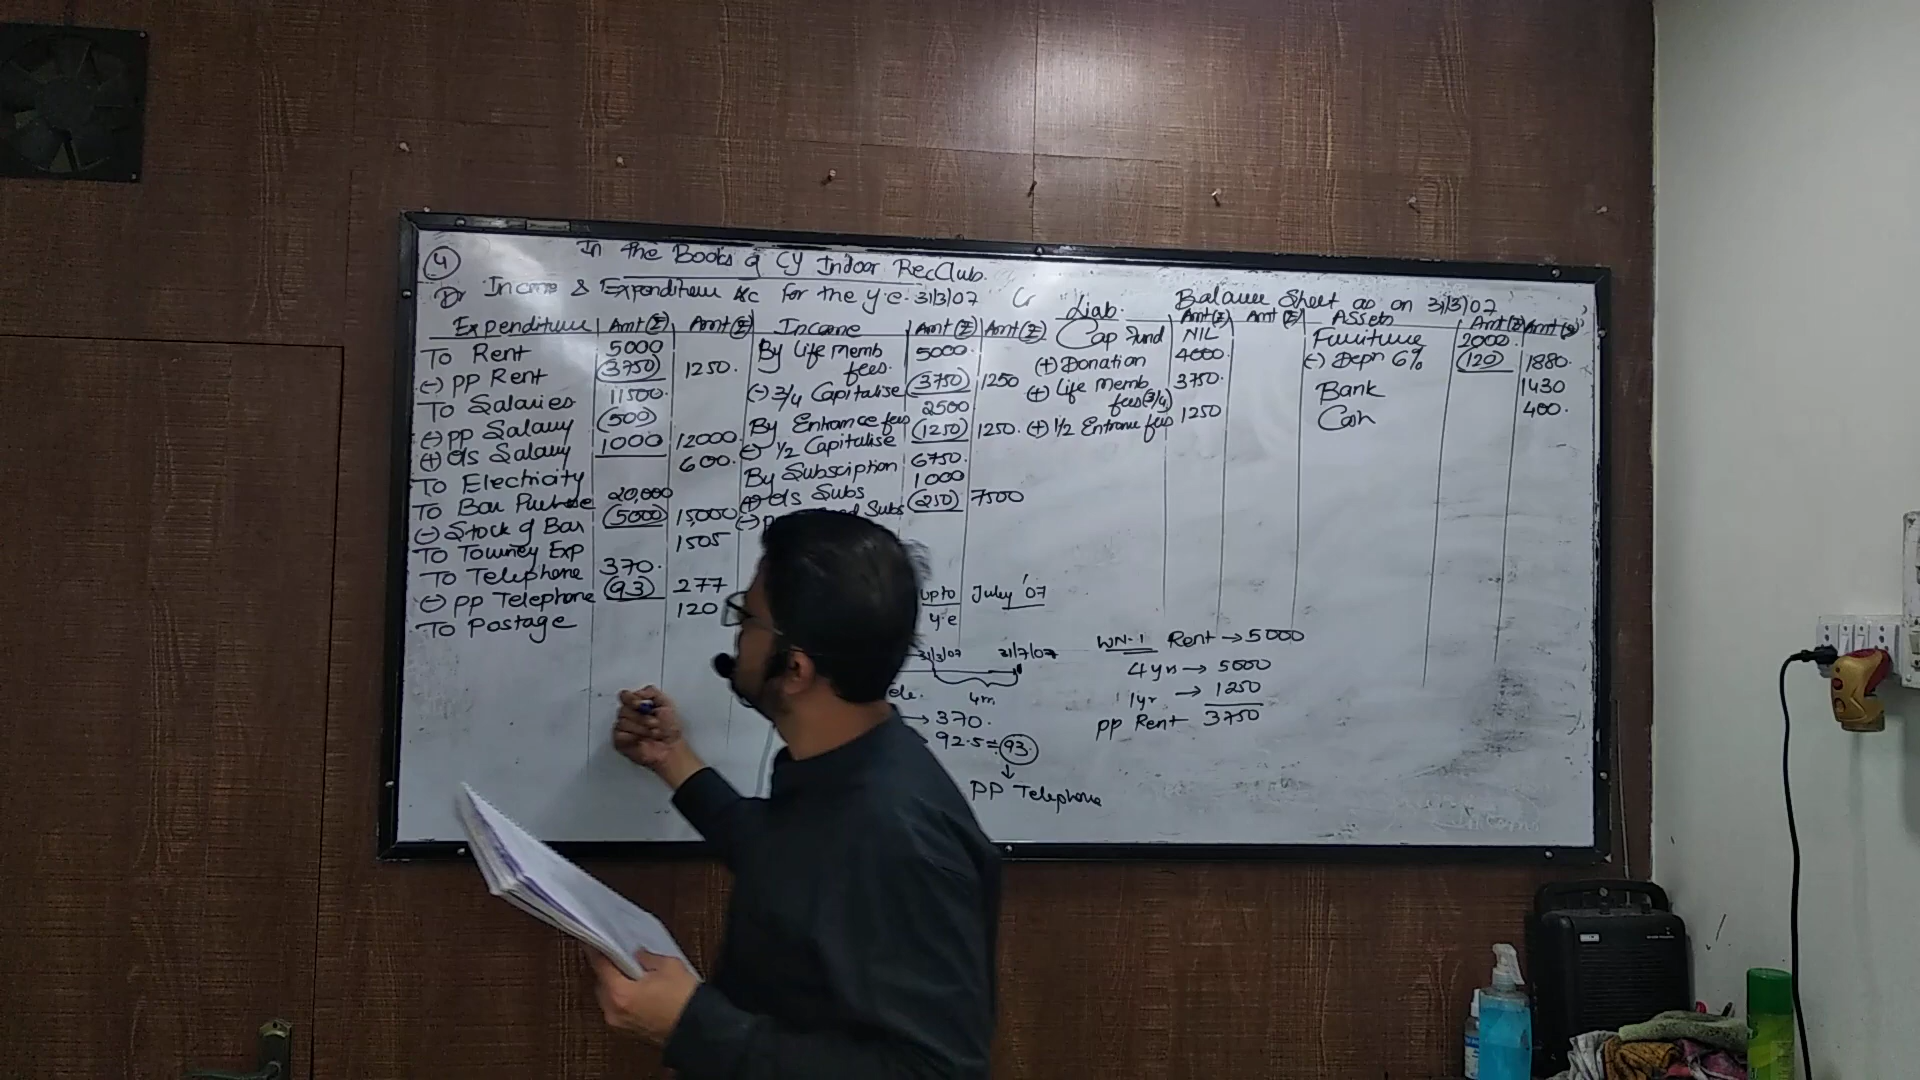 4
In the Books of CY Indoor Rec Club.
Dr Income & Expenditure A/c for the y.e. 31/3/07 Cr
Expenditure Amt(₹) Amt(₹) Income Amt(₹) Amt(₹)
To Rent 5000
(-) PP Rent (3750) 1250.
To Salaries 11500.
(-) PP Salary (500)
(+) O/s Salary 1000 12000.
To Electricity 600.
To Bar Purchase 20,000
(-) Stock of Bar (5000) 15,000
To Exp 1505
To Telephone 370.
(-) PP Telephone (93) 277
To Postage 120
By Life Memb fees. 5000.
(-) 3/4 Capitalise (3750) 1250
By Entrance fees 2500
(-) 1/2 Capitalise (1250) 1250.
By Subsciption 6750.
(+) O/s Subs 1000
(-) Subs (250) 7500
Balance Sheet as on 31/3/07
Liab. Amt(₹) Amt(₹) Assets Amt(₹) Amt(₹)
Cap Fund NIL
(+) Donation 4000.
(+) Life Memb fees(3/4) 3750.
(+) 1/2 Entrance fees 1250
Furniture 2000.
(-) Depn 6% (120) 1880.
Bank 1430
Cash 400.
upto July '07
y.e
31/3/07 31/7/07
4m
ele.
→ 370.
92.5 = 93.
↓
PP Telephone
WN-1 Rent → 5000
4 yrs → 5000
1yr → 1250
PP Rent 3750